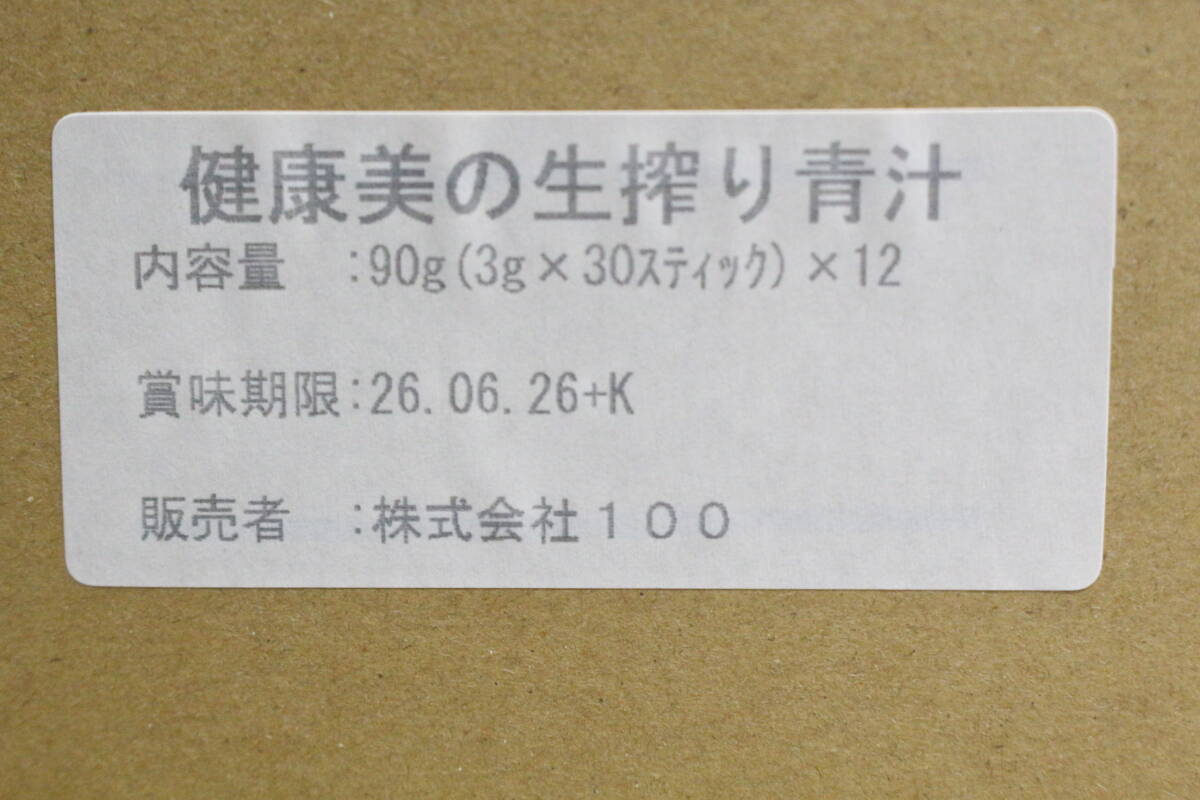 健康美の生搾り青汁
内容量　:90g(3g×30ｽﾃｨｯｸ)×12
賞味期限:26.06.26+K
販売者　:株式会社１００